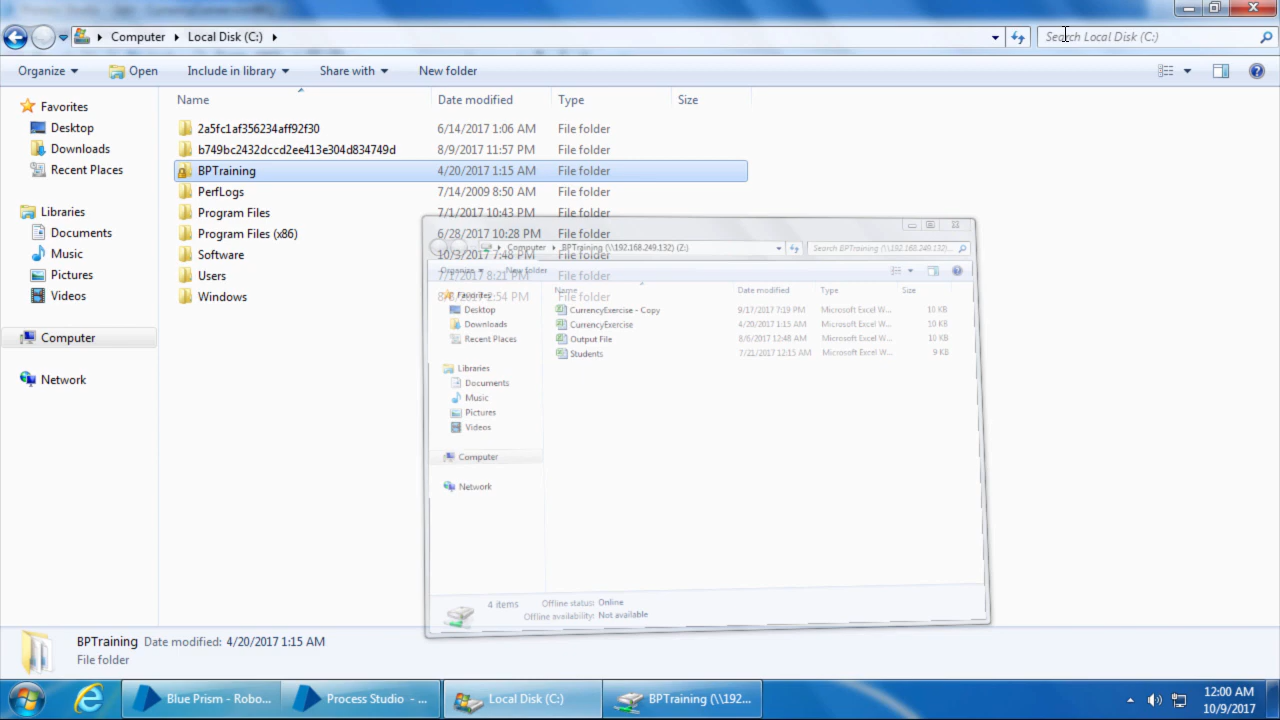 Computer Local Disk (C:)
Search Local Disk (C:)
Organize Open Include in library Share with New folder
Name Date modified Type Size
Favorites
Desktop
Downloads
Recent Places
Libraries
Documents
Music
Pictures
Videos
Computer
Network
2a5fc1af356234aff92f30 6/14/2017 1:06 AM File folder
b749bc2432dccd2ee413e304d834749d 8/9/2017 11:57 PM File folder
BPTraining 4/20/2017 1:15 AM File folder
PerfLogs 7/14/2009 8:50 AM File folder
Program Files 7/1/2017 10:43 PM File folder
Program Files (x86) 6/28/2017 10:28 PM File folder
Software 10/3/2017 7:48 PM File folder
Users 7/1/2017 8:21 PM File folder
Windows 2:54 PM File folder
Computer BPTraining (\\192.168.249.132) (Z:)
Search BPTraining (\\192.168.249.132)...
Organize New folder
Name Date modified Type Size
Favorites
Desktop
Downloads
Recent Places
Libraries
Documents
Music
Pictures
Videos
Computer
Network
CurrencyExercise - Copy 9/17/2017 7:19 PM Microsoft Excel W... 10 KB
CurrencyExercise 4/20/2017 1:15 AM Microsoft Excel W... 10 KB
Output File 8/6/2017 12:48 AM Microsoft Excel W... 10 KB
Students 7/21/2017 12:15 AM Microsoft Excel W... 9 KB
4 items Offline status: Online
Offline availability: Not available
BPTraining Date modified: 4/20/2017 1:15 AM
File folder
Blue Prism - Robo... Process Studio - ... Local Disk (C:) BPTraining (\\192...
12:00 AM
10/9/2017